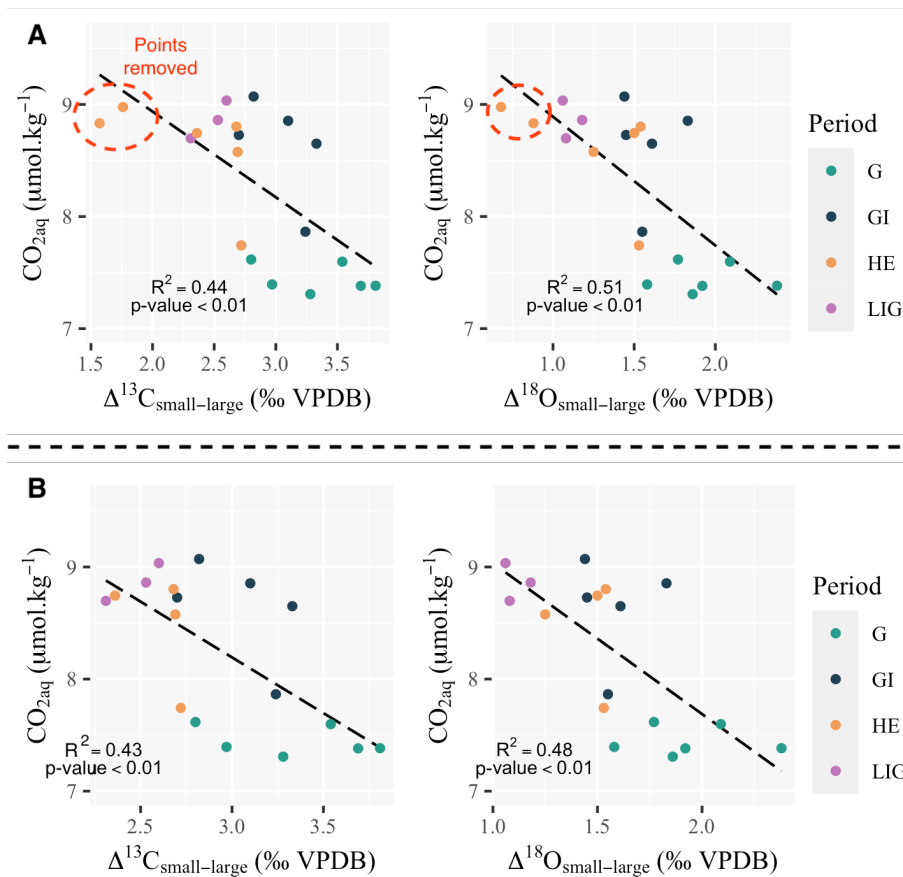 A
Points
removed
CO2aq (μmol.kg−1)
9
8
7
R2 = 0.44
p-value < 0.01
1.5 2.0 2.5 3.0 3.5
Δ13Csmall−large (‰ VPDB)
CO2aq (μmol.kg−1)
9
8
7
R2 = 0.51
p-value < 0.01
1.0 1.5 2.0
Δ18Osmall−large (‰ VPDB)
Period
G
GI
HE
LIG
B
CO2aq (μmol.kg−1)
9
8
7
R2 = 0.43
p-value < 0.01
2.5 3.0 3.5
Δ13Csmall−large (‰ VPDB)
CO2aq (μmol.kg−1)
9
8
7
R2 = 0.48
p-value < 0.01
1.0 1.5 2.0
Δ18Osmall−large (‰ VPDB)
Period
G
GI
HE
LIG